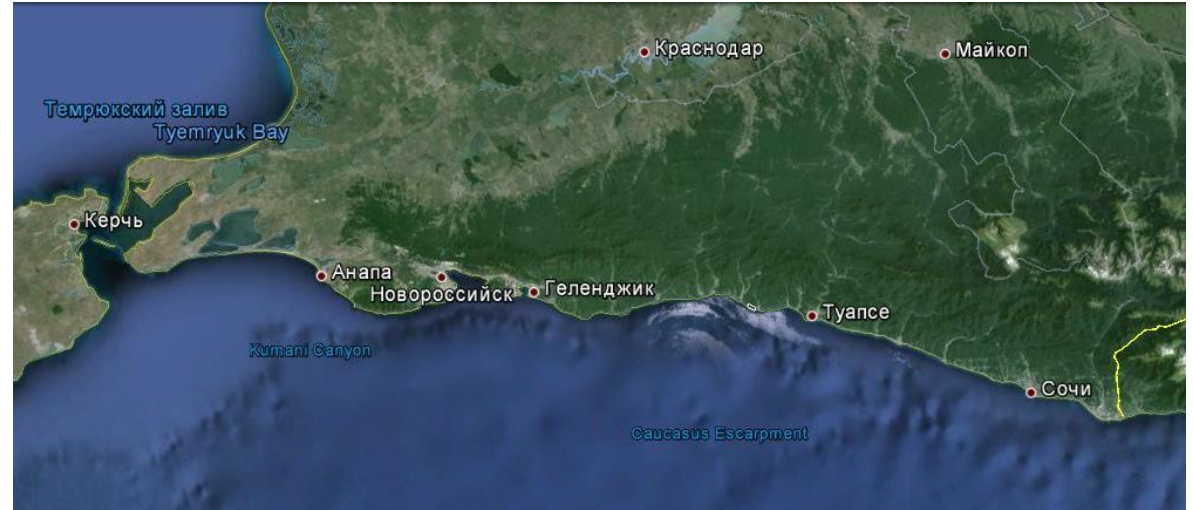 Краснодар
Майкоп
Темрюкский залив
Tyemryuk Bay
Керчь
Анапа
Новороссийск
Геленджик
Туапсе
Kumani Canyon
Сочи
Caucasus Escarpment